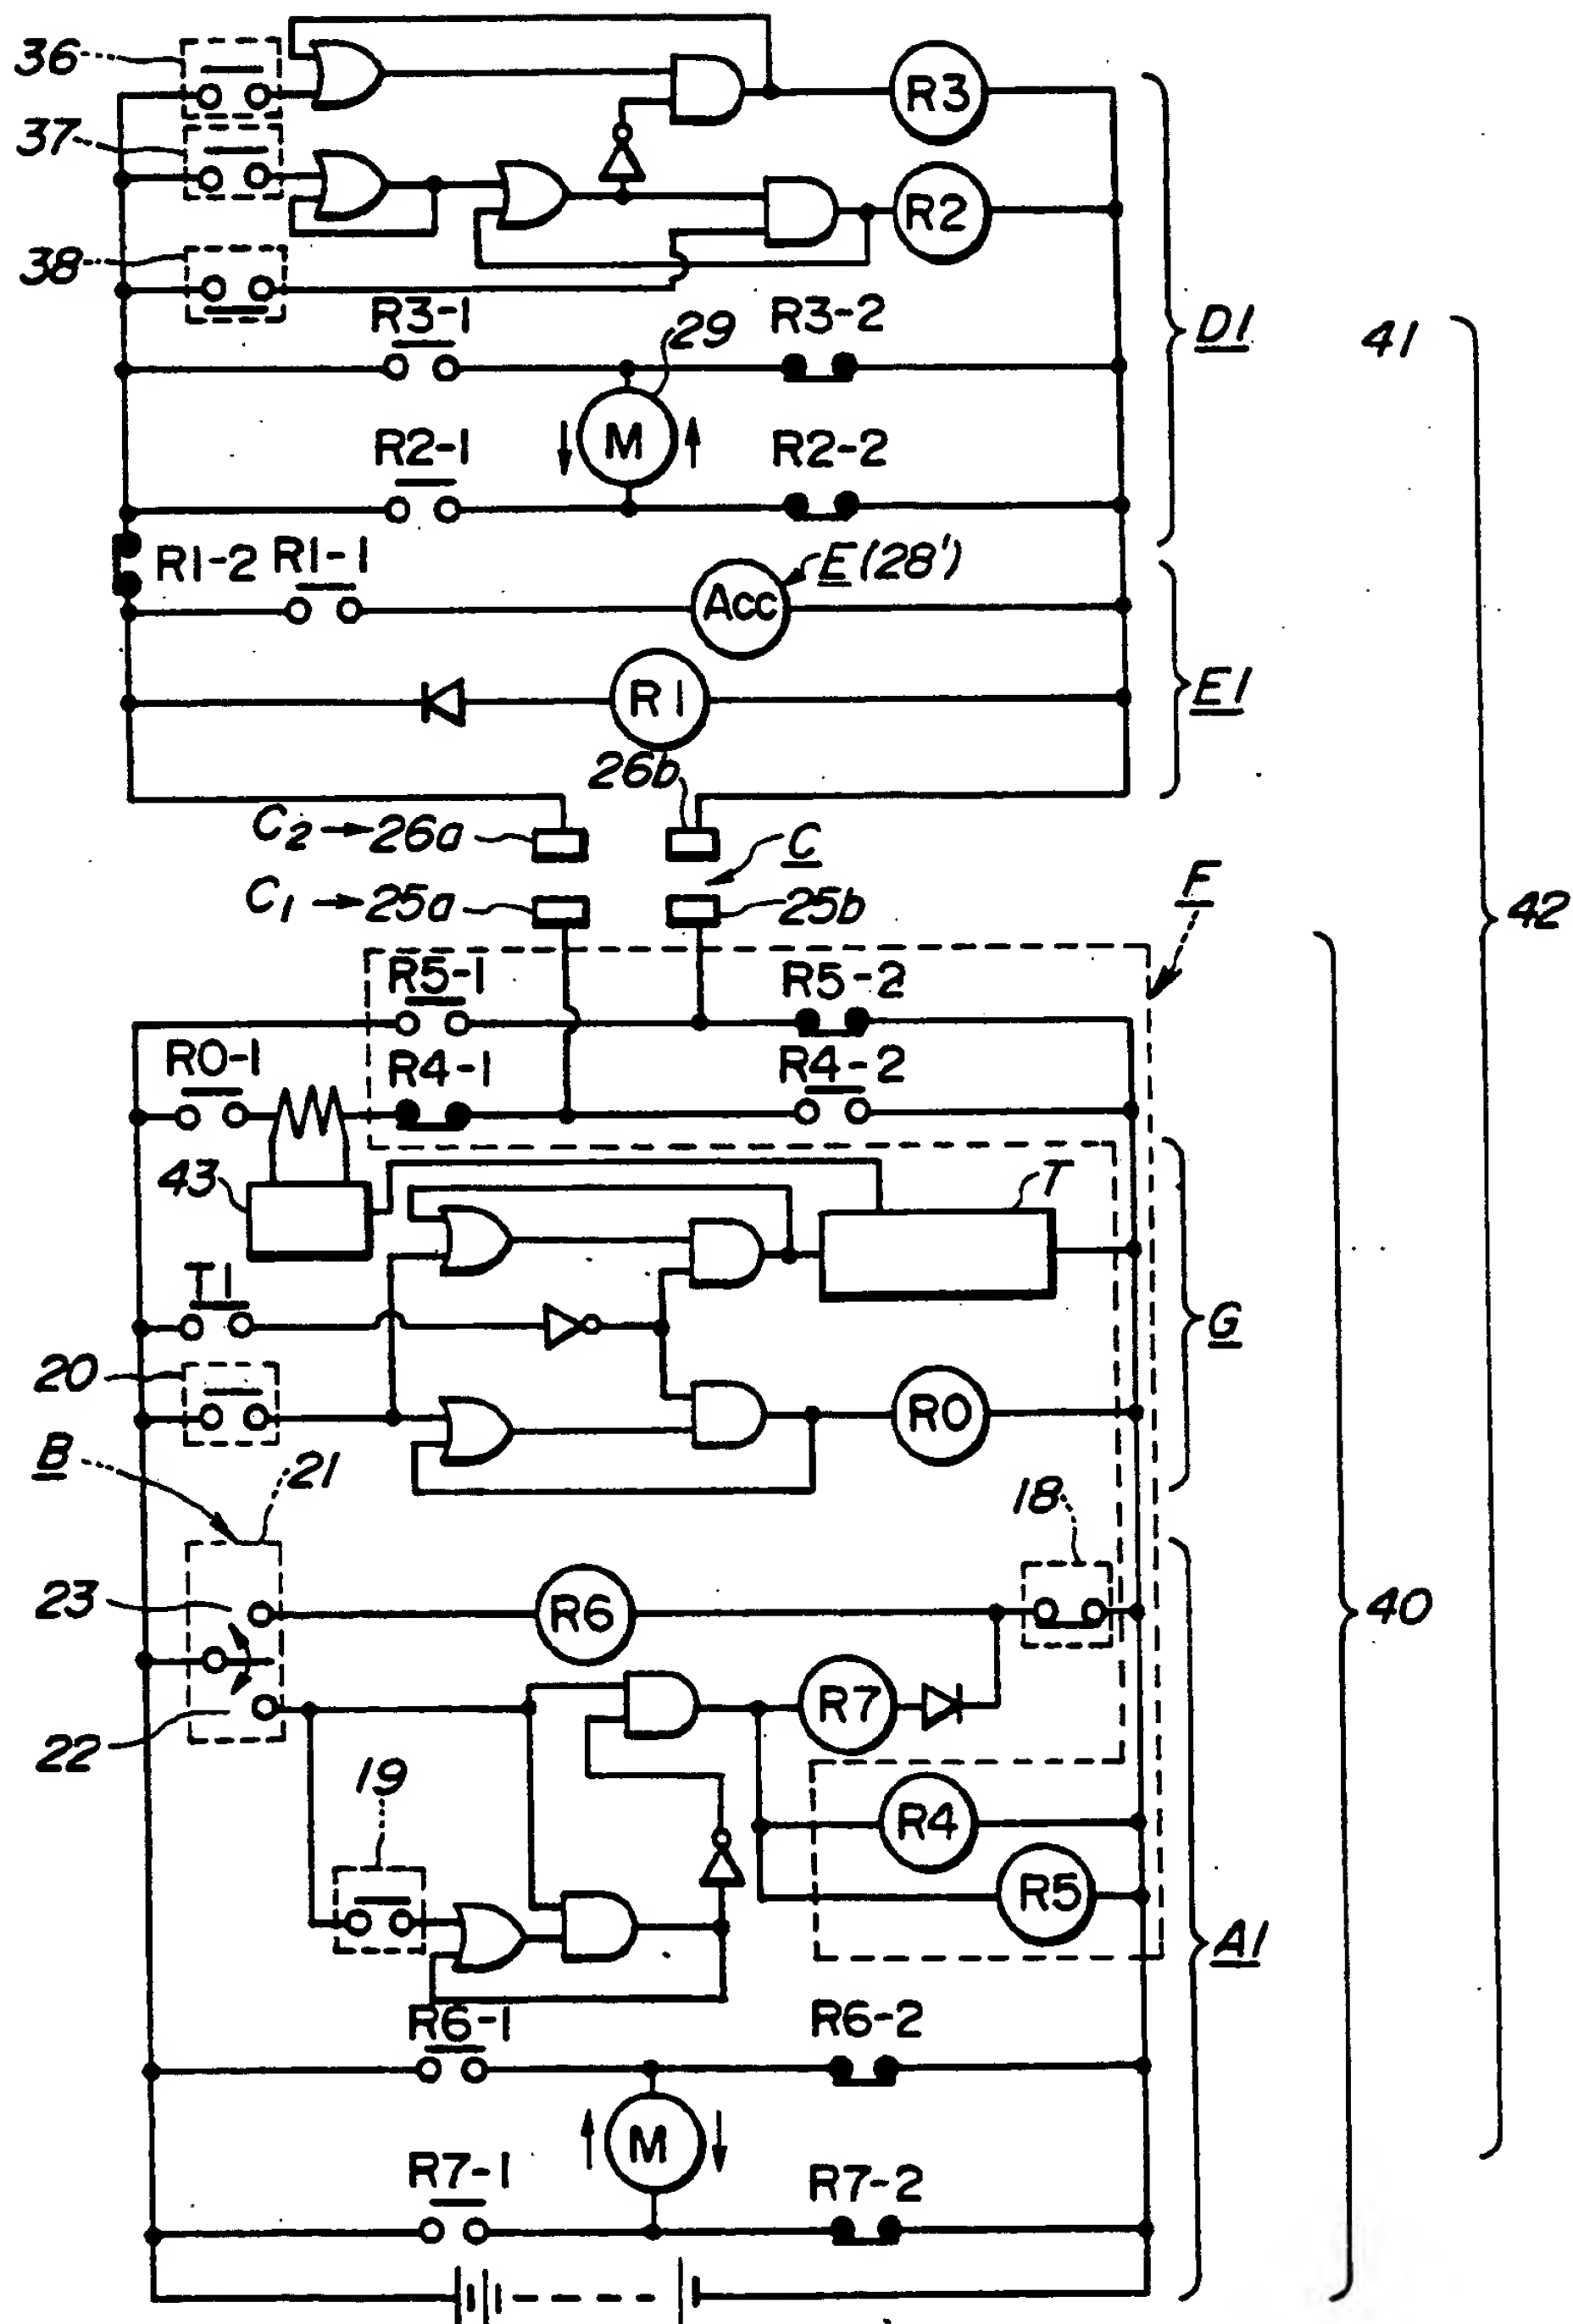 36
R3
37
R2
38
R3-1
29
R3-2
D1
41
M
R2-1
R2-2
R1-2
R1-1
E(28')
Acc
R1
E1
26b
C2→26a
C
C1→25a
25b
F
42
R5-1
R5-2
R0-1
R4-1
R4-2
43
T
T1
G
20
R0
B
21
18
23
R6
40
22
R7
19
R4
R5
A1
R6-1
R6-2
M
R7-1
R7-2